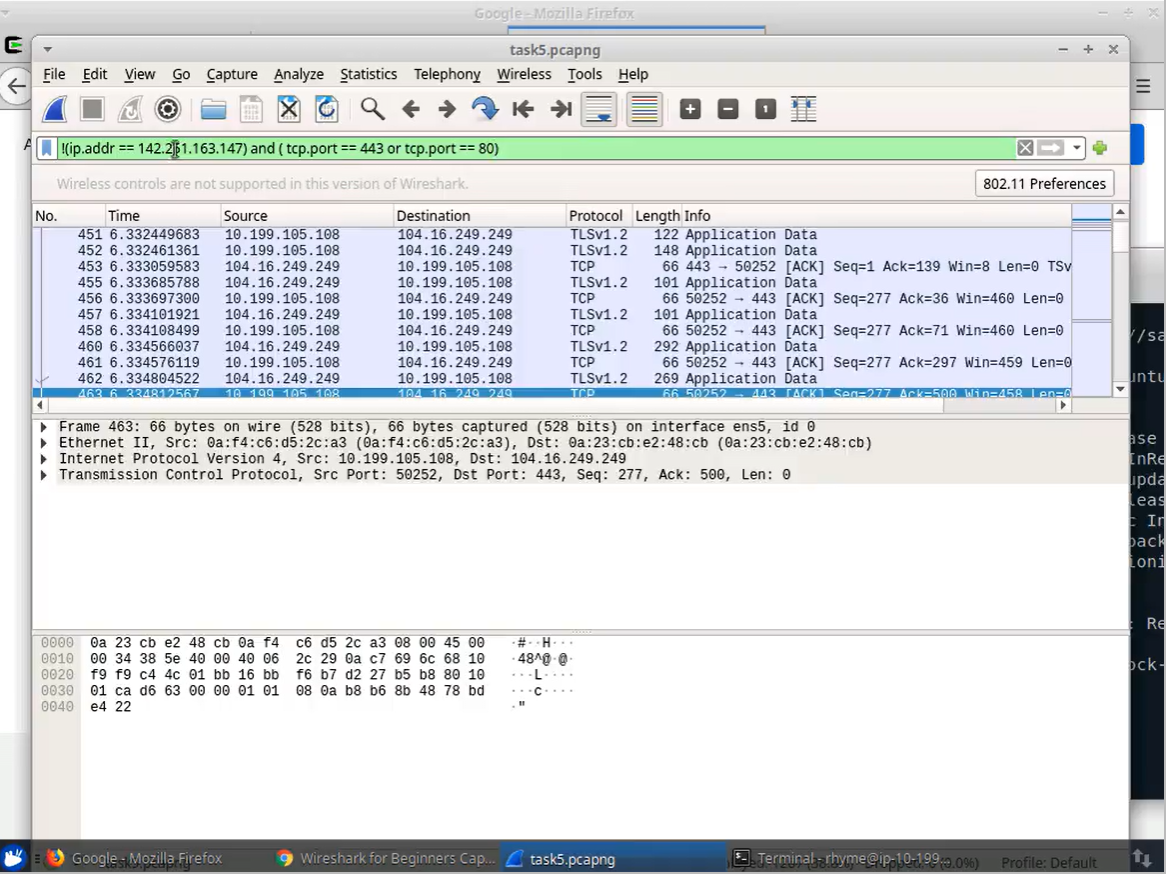 Google - Mozilla Firefox
task5.pcapng
File Edit View Go Capture Analyze Statistics Telephony Wireless Tools Help
!(ip.addr == 142.251.163.147) and ( tcp.port == 443 or tcp.port == 80)
Wireless controls are not supported in this version of Wireshark.
802.11 Preferences
No. Time Source Destination Protocol Length Info
451 6.332449683 10.199.105.108 104.16.249.249 TLSv1.2 122 Application Data
452 6.332461361 10.199.105.108 104.16.249.249 TLSv1.2 148 Application Data
453 6.333059583 104.16.249.249 10.199.105.108 TCP 66 443 → 50252 [ACK] Seq=1 Ack=139 Win=8 Len=0 TSv
455 6.333685788 104.16.249.249 10.199.105.108 TLSv1.2 101 Application Data
456 6.333697300 10.199.105.108 104.16.249.249 TCP 66 50252 → 443 [ACK] Seq=277 Ack=36 Win=460 Len=0
457 6.334101921 104.16.249.249 10.199.105.108 TLSv1.2 101 Application Data
458 6.334108499 10.199.105.108 104.16.249.249 TCP 66 50252 → 443 [ACK] Seq=277 Ack=71 Win=460 Len=0
460 6.334566037 104.16.249.249 10.199.105.108 TLSv1.2 292 Application Data
461 6.334576119 10.199.105.108 104.16.249.249 TCP 66 50252 → 443 [ACK] Seq=277 Ack=297 Win=459 Len=0
462 6.334804522 104.16.249.249 10.199.105.108 TLSv1.2 269 Application Data
463 6.334812567 10.199.105.108 104.16.249.249 TCP 66 50252 → 443 [ACK] Seq=277 Ack=500 Win=458 Len=0
Frame 463: 66 bytes on wire (528 bits), 66 bytes captured (528 bits) on interface ens5, id 0
Ethernet II, Src: 0a:f4:c6:d5:2c:a3 (0a:f4:c6:d5:2c:a3), Dst: 0a:23:cb:e2:48:cb (0a:23:cb:e2:48:cb)
Internet Protocol Version 4, Src: 10.199.105.108, Dst: 104.16.249.249
Transmission Control Protocol, Src Port: 50252, Dst Port: 443, Seq: 277, Ack: 500, Len: 0
0000 0a 23 cb e2 48 cb 0a f4 c6 d5 2c a3 08 00 45 00 ·#··H···
0010 00 34 38 5e 40 00 40 06 2c 29 0a c7 69 6c 68 10 ·48^@·@·
0020 f9 f9 c4 4c 01 bb 16 bb f6 b7 d2 27 b5 b8 80 10 ···L····
0030 01 ca d6 63 00 00 01 01 08 0a b8 b6 8b 48 78 bd ···c····
0040 e4 22 ·"
Google - Mozilla Firefox
Wireshark for Beginners Cap...
task5.pcapng
Terminal - rhyme@ip-10-199...
Profile: Default